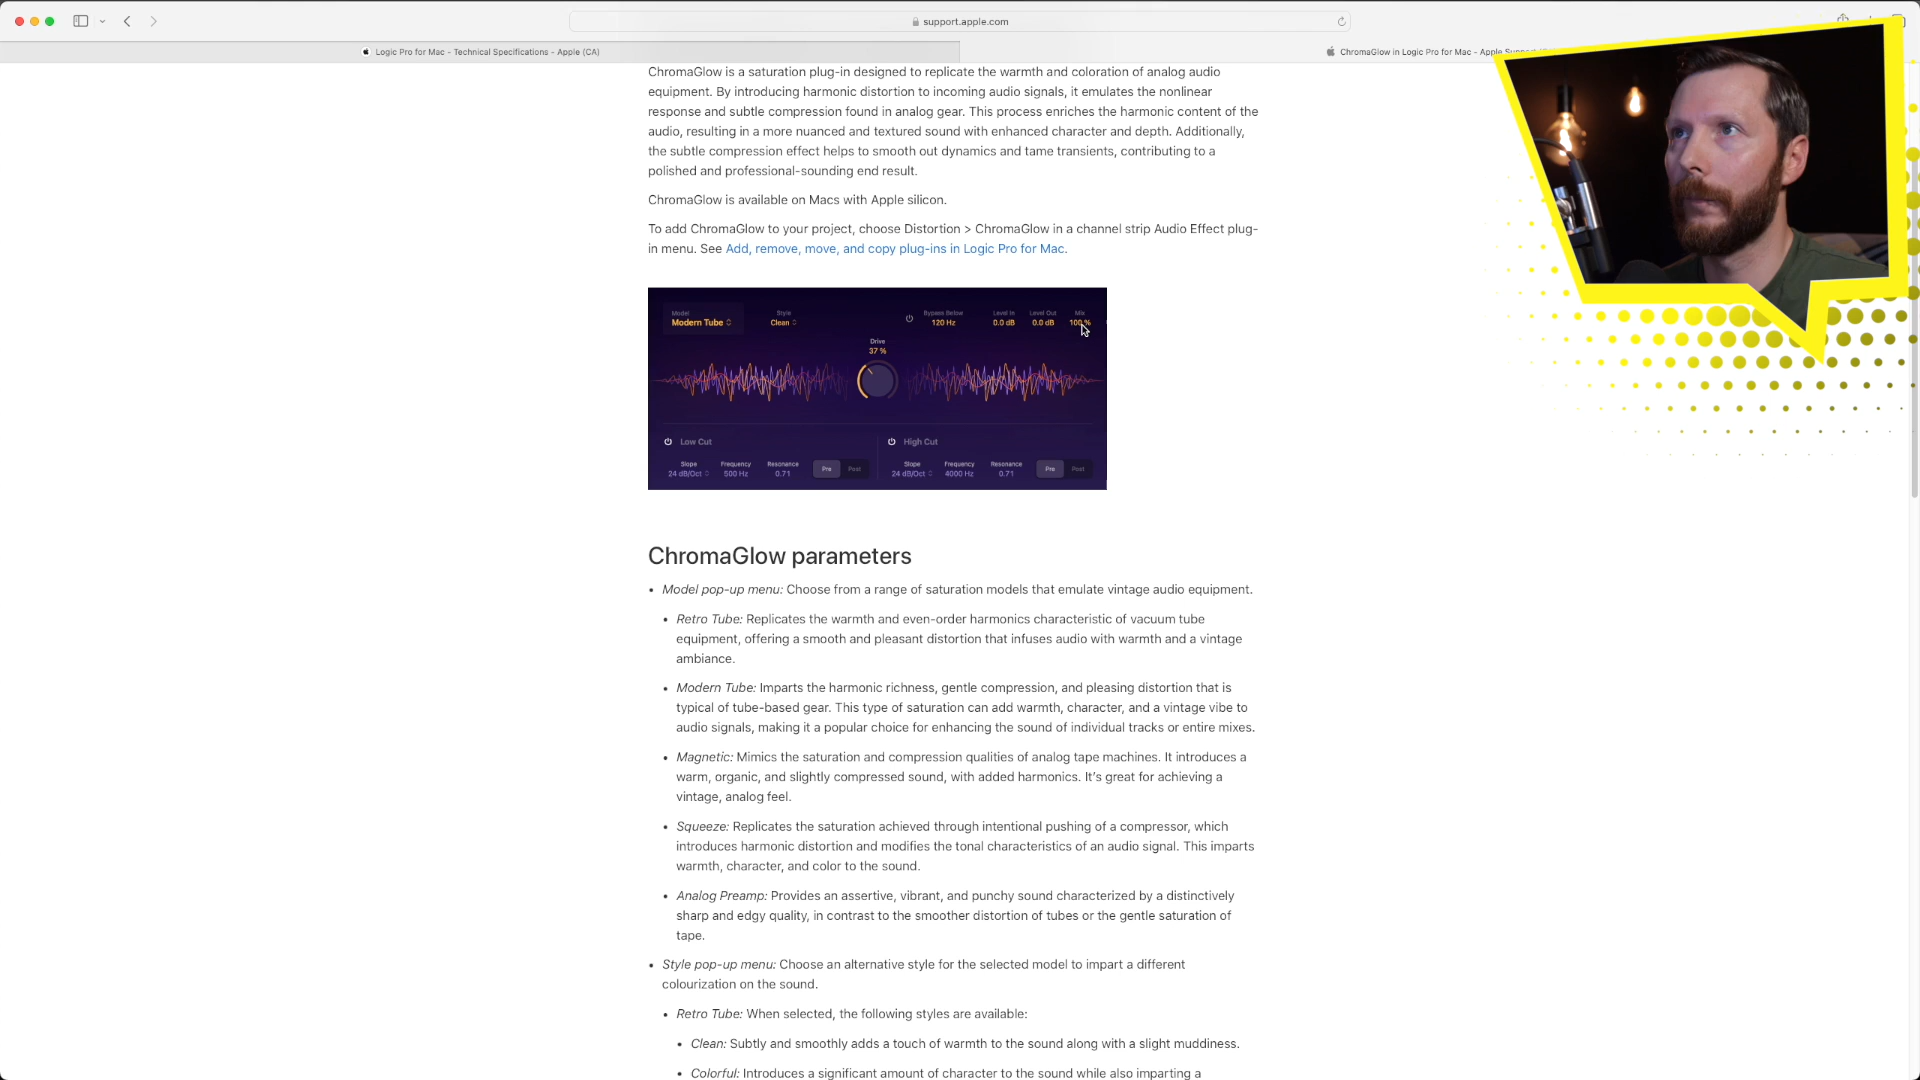 support.apple.com
Logic Pro for Mac - Technical Specifications - Apple (CA)
ChromaGlow in Logic Pro for Mac - Apple
ChromaGlow is a saturation plug-in designed to replicate the warmth and coloration of analog audio
equipment. By introducing harmonic distortion to incoming audio signals, it emulates the nonlinear
response and subtle compression found in analog gear. This process enriches the harmonic content of the
audio, resulting in a more nuanced and textured sound with enhanced character and depth. Additionally,
the subtle compression effect helps to smooth out dynamics and tame transients, contributing to a
polished and professional-sounding end result.
ChromaGlow is available on Macs with Apple silicon.
To add ChromaGlow to your project, choose Distortion > ChromaGlow in a channel strip Audio Effect plug-
in menu. See Add, remove, move, and copy plug-ins in Logic Pro for Mac.
Model Style Bypass Below Level In Level Out Mix
Modern Tube Clean 120 Hz 0.0 dB 0.0 dB 100 %
Drive
37 %
Low Cut High Cut
Slope Frequency Resonance Slope Frequency Resonance
24 dB/Oct 500 Hz 0.71 Pre Post 24 dB/Oct 4000 Hz 0.71 Pre Post
ChromaGlow parameters
• Model pop-up menu: Choose from a range of saturation models that emulate vintage audio equipment.
• Retro Tube: Replicates the warmth and even-order harmonics characteristic of vacuum tube
equipment, offering a smooth and pleasant distortion that infuses audio with warmth and a vintage
ambiance.
• Modern Tube: Imparts the harmonic richness, gentle compression, and pleasing distortion that is
typical of tube-based gear. This type of saturation can add warmth, character, and a vintage vibe to
audio signals, making it a popular choice for enhancing the sound of individual tracks or entire mixes.
• Magnetic: Mimics the saturation and compression qualities of analog tape machines. It introduces a
warm, organic, and slightly compressed sound, with added harmonics. It’s great for achieving a
vintage, analog feel.
• Squeeze: Replicates the saturation achieved through intentional pushing of a compressor, which
introduces harmonic distortion and modifies the tonal characteristics of an audio signal. This imparts
warmth, character, and color to the sound.
• Analog Preamp: Provides an assertive, vibrant, and punchy sound characterized by a distinctively
sharp and edgy quality, in contrast to the smoother distortion of tubes or the gentle saturation of
tape.
• Style pop-up menu: Choose an alternative style for the selected model to impart a different
colourization on the sound.
• Retro Tube: When selected, the following styles are available:
• Clean: Subtly and smoothly adds a touch of warmth to the sound along with a slight muddiness.
• Colorful: Introduces a significant amount of character to the sound while also imparting a